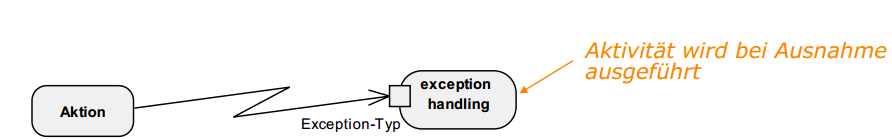 Aktivität wird bei Ausnahme
ausgeführt
exception
handling
Aktion
Exception-Typ